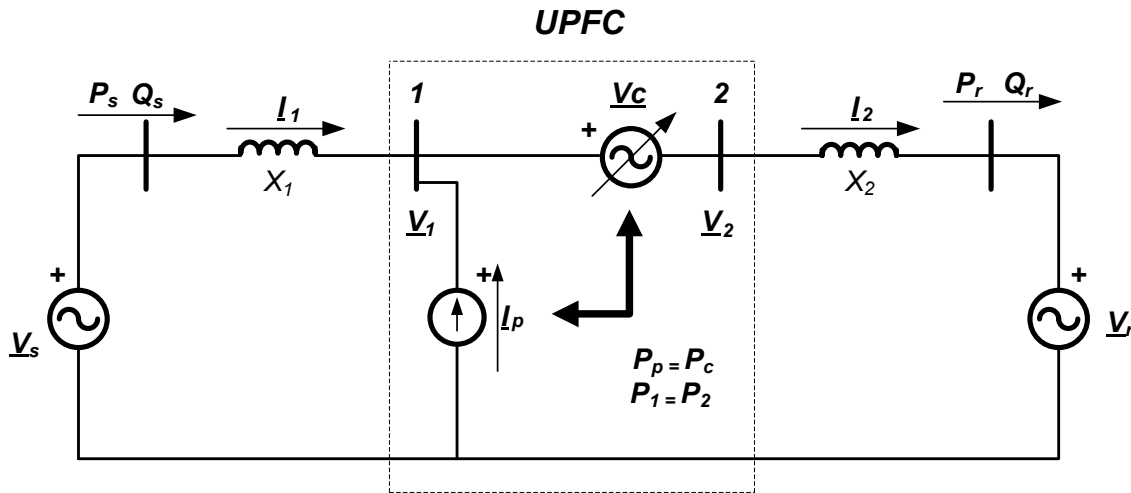 UPFC
P_s Q_s
I_1
1
Vc
2
I_2
P_r Q_r
+
X_1
X_2
V_1
V_2
+
+
+
V_s
I_p
V_r
P_p = P_c
P_1 = P_2